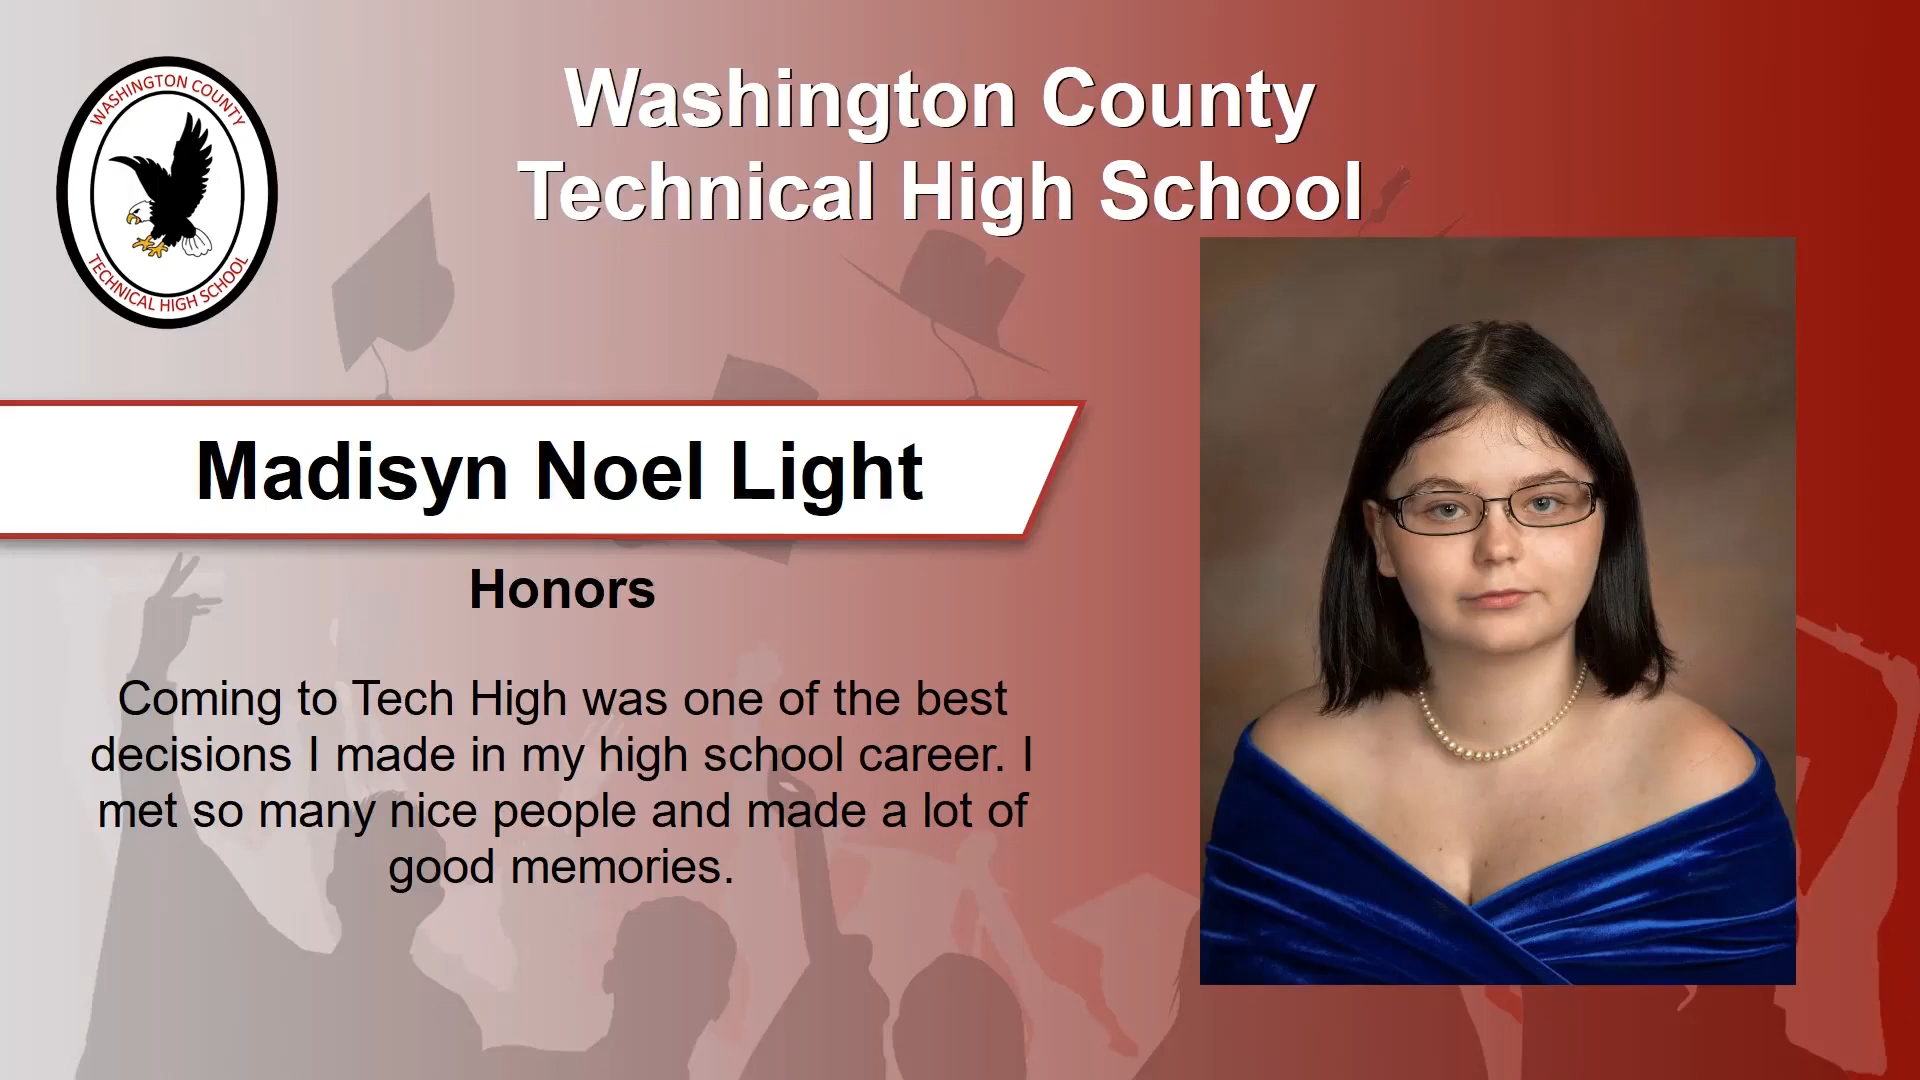 WASHINGTON COUNTY
TECHNICAL HIGH SCHOOL
Washington County
Technical High School
Madisyn Noel Light
Honors
Coming to Tech High was one of the best
decisions I made in my high school career. I
met so many nice people and made a lot of
good memories.